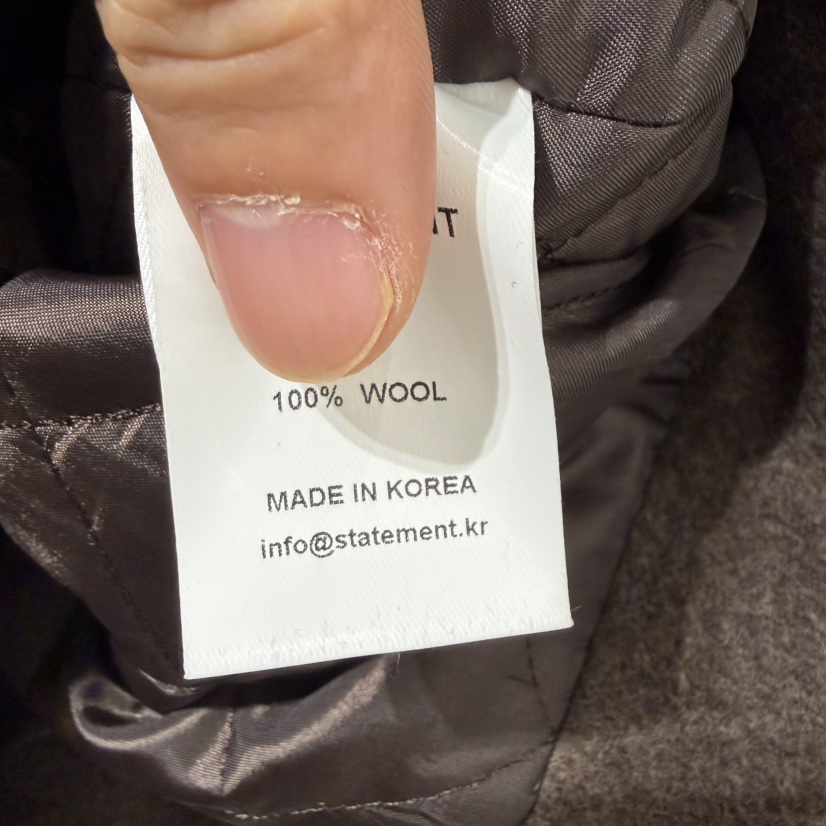 100% WOOL
MADE IN KOREA
info@statement.kr